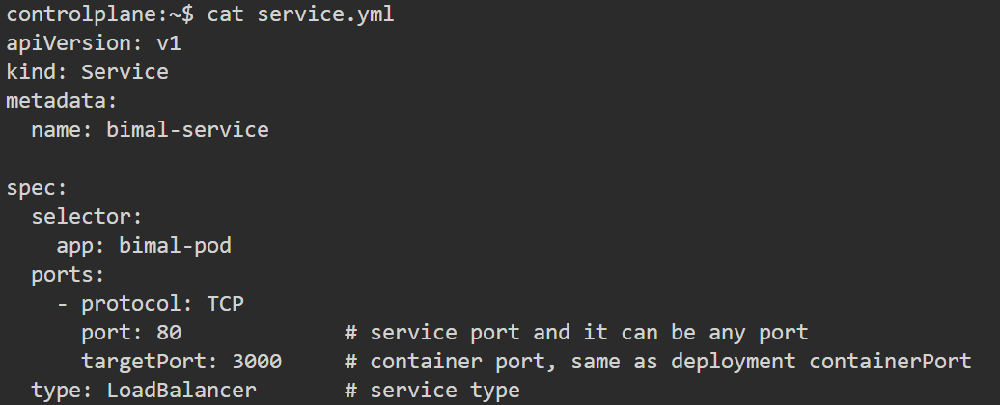 controlplane:~$ cat service.yml
apiVersion: v1
kind: Service
metadata:
  name: bimal-service

spec:
  selector:
    app: bimal-pod
  ports:
    - protocol: TCP
      port: 80             # service port and it can be any port
      targetPort: 3000     # container port, same as deployment containerPort
  type: LoadBalancer       # service type